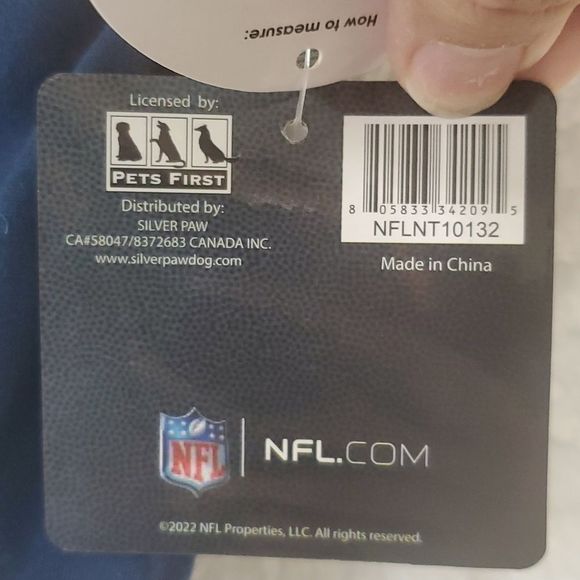 How to measure:
Licensed by:
PETS FIRST
Distributed by:
SILVER PAW
CA#58047/8372683 CANADA INC.
www.silverpawdog.com
8 05833 34209 5
NFLNT10132
Made in China
NFL
NFL.COM
©2022 NFL Properties, LLC. All rights reserved.